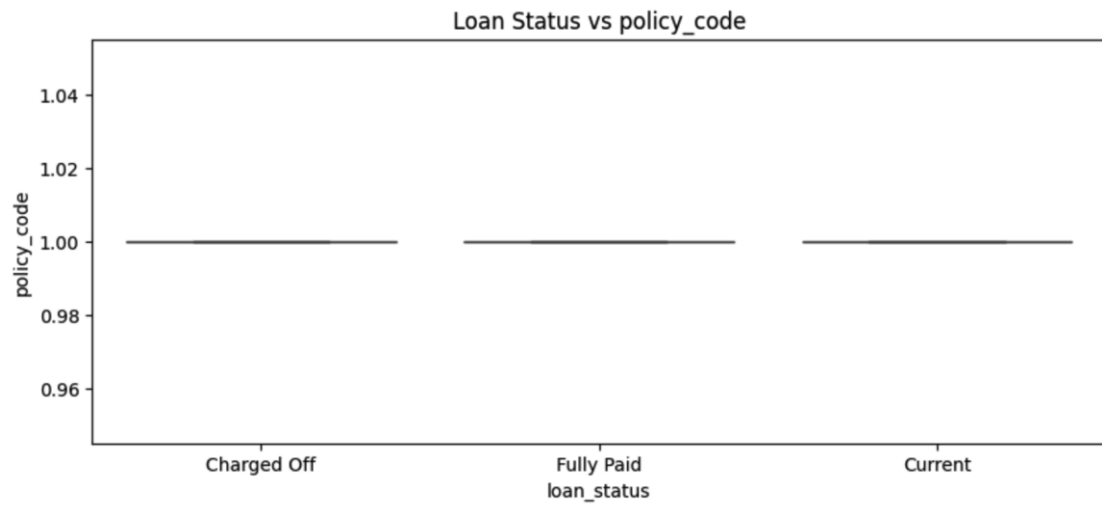 Loan Status vs policy_code
1.04
1.02
1.00
0.98
0.96
policy_code
Charged Off Fully Paid Current
loan_status